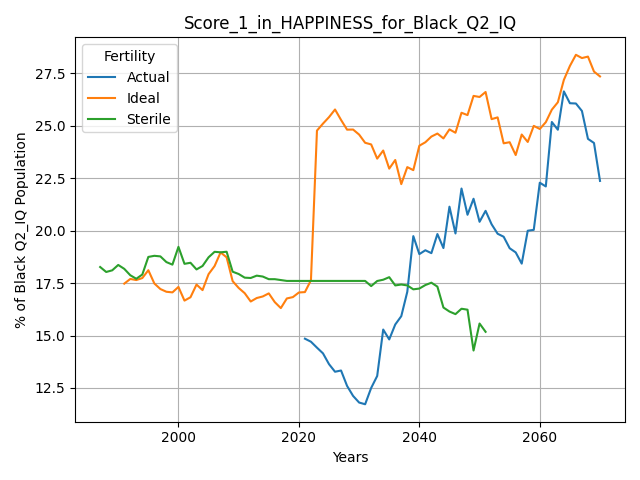 Score_1_in_HAPPINESS_for_Black_Q2_IQ
Fertility
Actual
Ideal
Sterile
% of Black Q2_IQ Population
27.5
25.0
22.5
20.0
17.5
15.0
12.5
2000
2020
2040
2060
Years